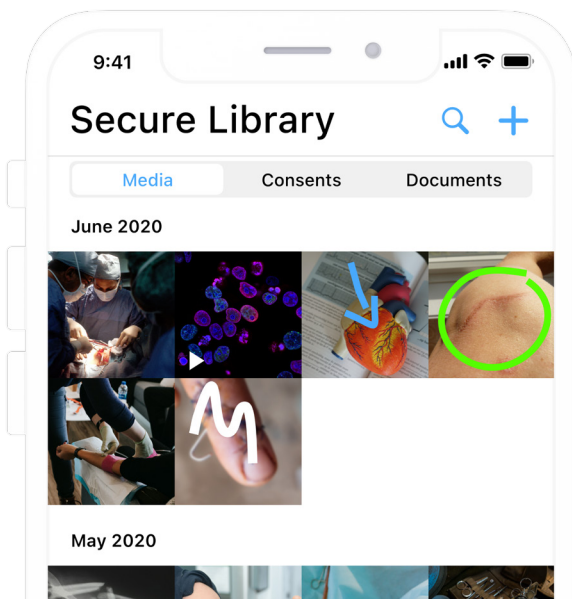 9:41
Secure Library
Media Consents Documents
June 2020
May 2020